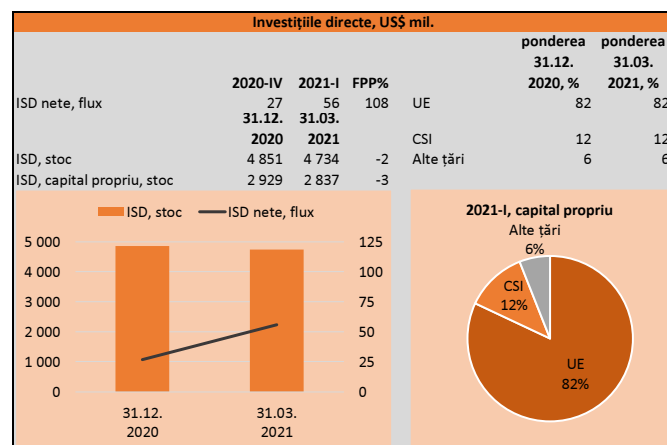 Investițiile directe, US$ mil.
2020-IV 2021-I FPP%
ponderea 31.12. 2020, %
ponderea 31.03. 2021, %
ISD nete, flux 27 56 108 UE 82 82
31.12. 2020 31.03. 2021 CSI 12 12
ISD, stoc 4 851 4 734 -2 Alte țări 6 6
ISD, capital propriu, stoc 2 929 2 837 -3
ISD, stoc ISD nete, flux
5 000
4 000
3 000
2 000
1 000
0
125
100
75
50
25
0
31.12.
2020
31.03.
2021
2021-I, capital propriu
Alte țări
6%
CSI
12%
UE
82%